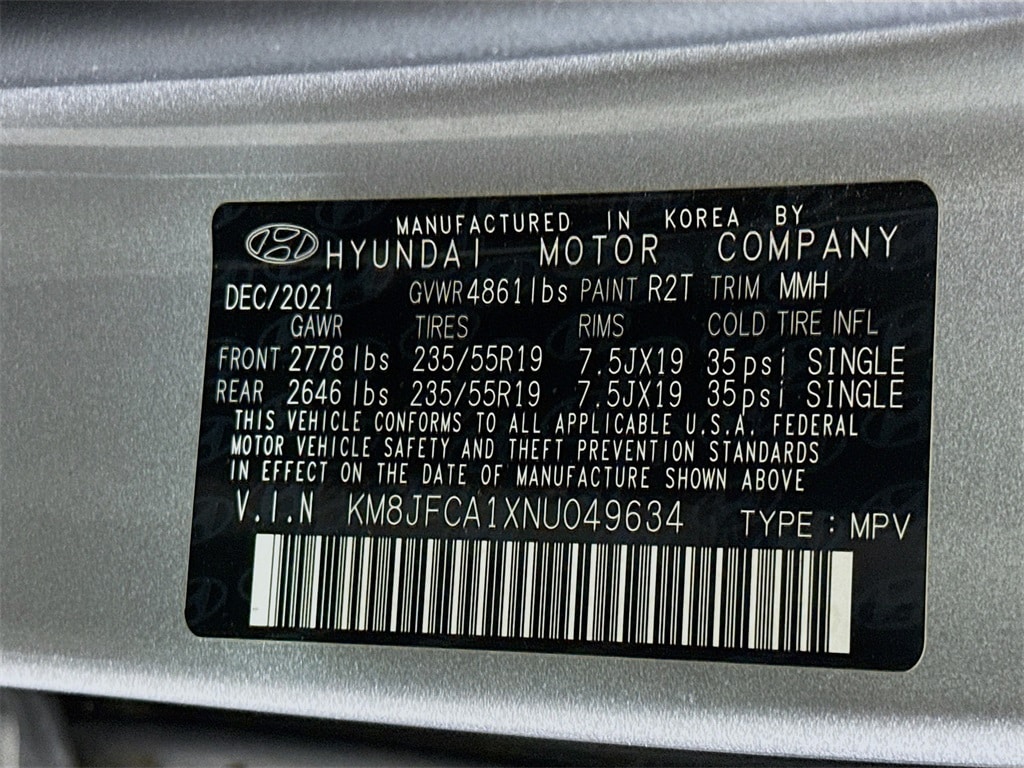 MANUFACTURED IN KOREA BY
HYUNDAI MOTOR COMPANY
DEC/2021 GVWR 4861lbs PAINT R2T TRIM MMH
GAWR TIRES RIMS COLD TIRE INFL
FRONT 2778 lbs 235/55R19 7.5JX19 35psi SINGLE
REAR 2646 lbs 235/55R19 7.5JX19 35psi SINGLE
THIS VEHICLE CONFORMS TO ALL APPLICABLE U.S.A. FEDERAL
MOTOR VEHICLE SAFETY AND THEFT PREVENTION STANDARDS
IN EFFECT ON THE DATE OF MANUFACTURE SHOWN ABOVE
V.I.N KM8JFCA1XNU049634 TYPE : MPV